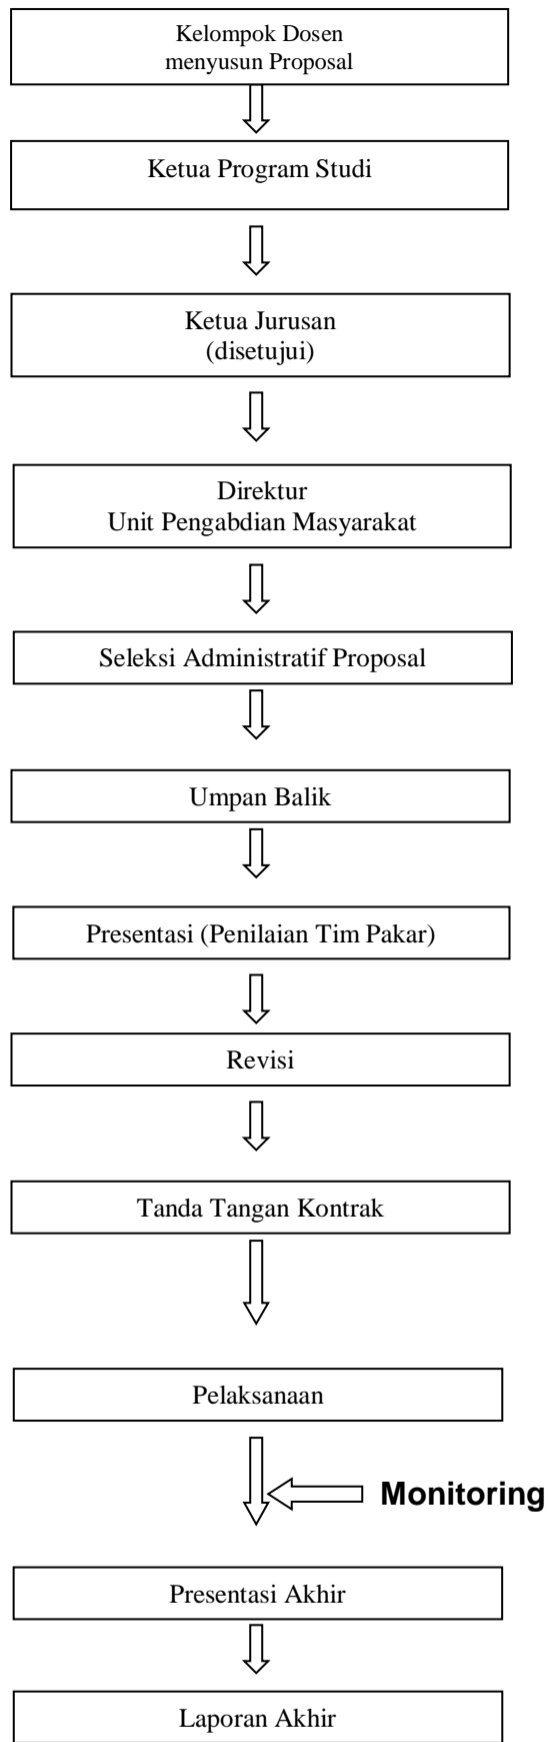 Kelompok Dosen
menyusun Proposal
Ketua Program Studi
Ketua Jurusan
(disetujui)
Direktur
Unit Pengabdian Masyarakat
Seleksi Administratif Proposal
Umpan Balik
Presentasi (Penilaian Tim Pakar)
Revisi
Tanda Tangan Kontrak
Pelaksanaan
Monitoring
Presentasi Akhir
Laporan Akhir